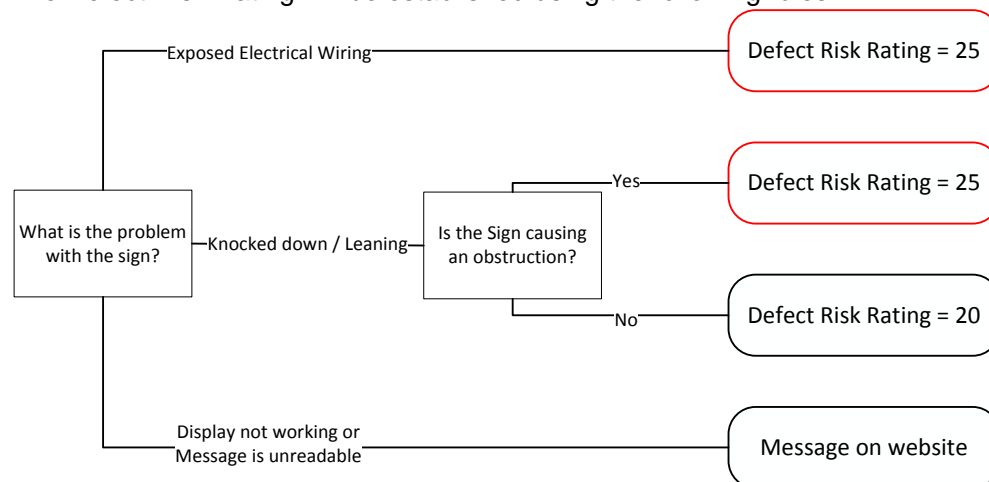 Exposed Electrical Wiring
Defect Risk Rating = 25
Yes
Defect Risk Rating = 25
What is the problem
with the sign?
Knocked down / Leaning
Is the Sign causing
an obstruction?
No
Defect Risk Rating = 20
Display not working or
Message is unreadable
Message on website